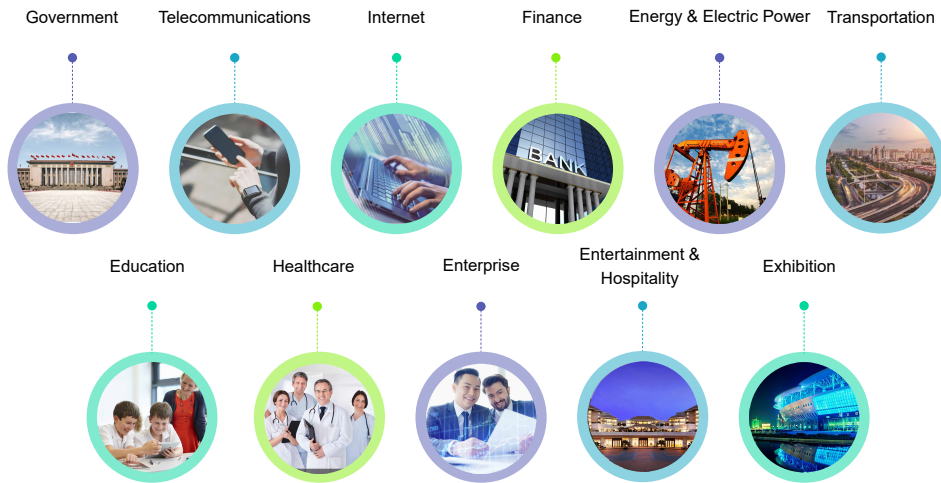 Government
Telecommunications
Internet
Finance
Energy & Electric Power
Transportation
BANK
Education
Healthcare
Enterprise
Entertainment &
Hospitality
Exhibition